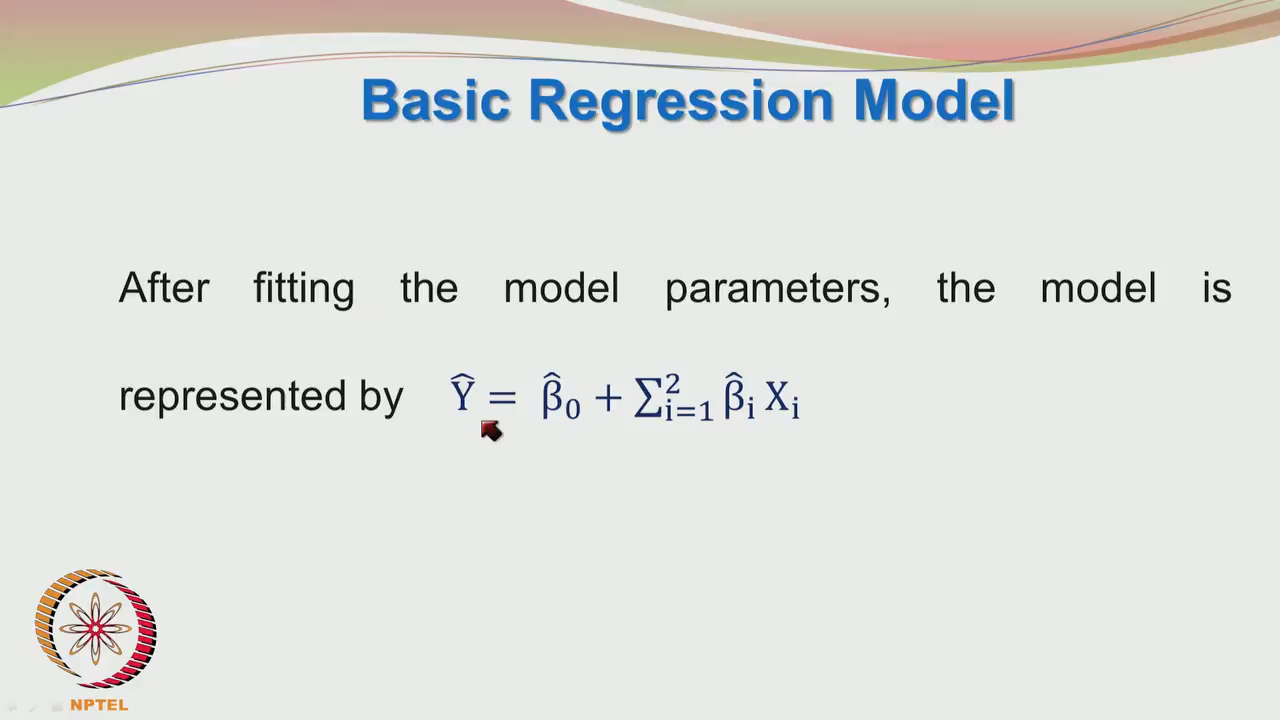 Basic Regression Model
After fitting the model parameters, the model is
represented by Ŷ = β̂₀ + ∑²ᵢ₌₁ β̂ᵢ Xᵢ
NPTEL